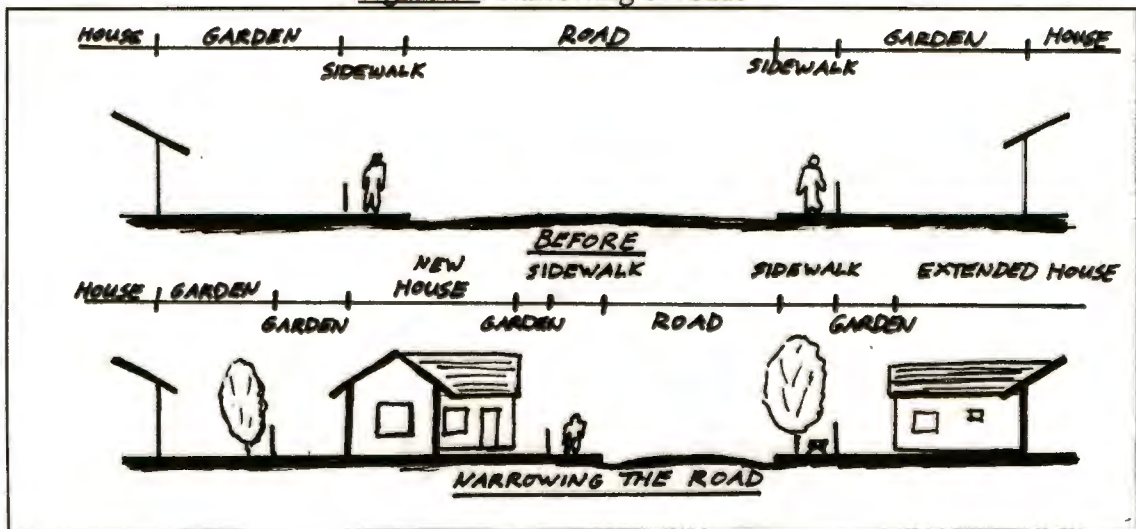 HOUSE GARDEN ROAD GARDEN HOUSE
SIDEWALK SIDEWALK
BEFORE
NEW HOUSE SIDEWALK SIDEWALK EXTENDED HOUSE
HOUSE GARDEN
GARDEN GARDEN ROAD GARDEN
NARROWING THE ROAD